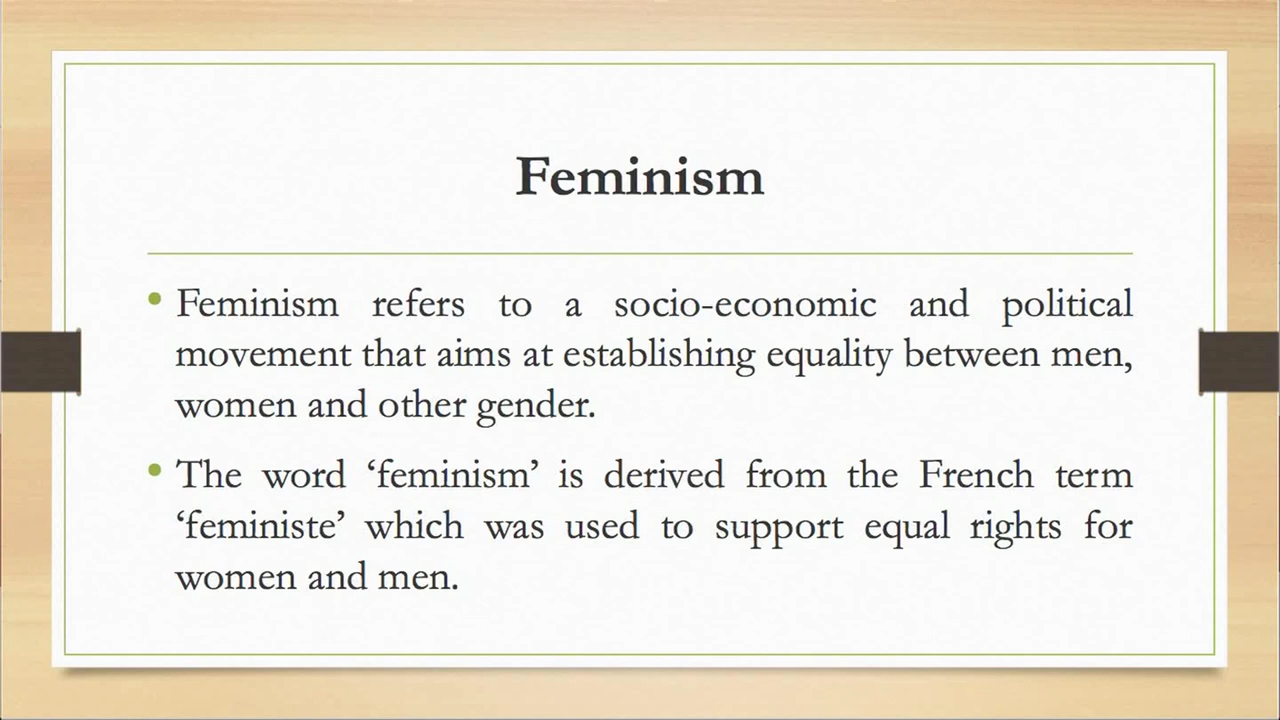 Feminism
Feminism refers to a socio-economic and political
movement that aims at establishing equality between men,
women and other gender.
The word ‘feminism’ is derived from the French term
‘feministe’ which was used to support equal rights for
women and men.